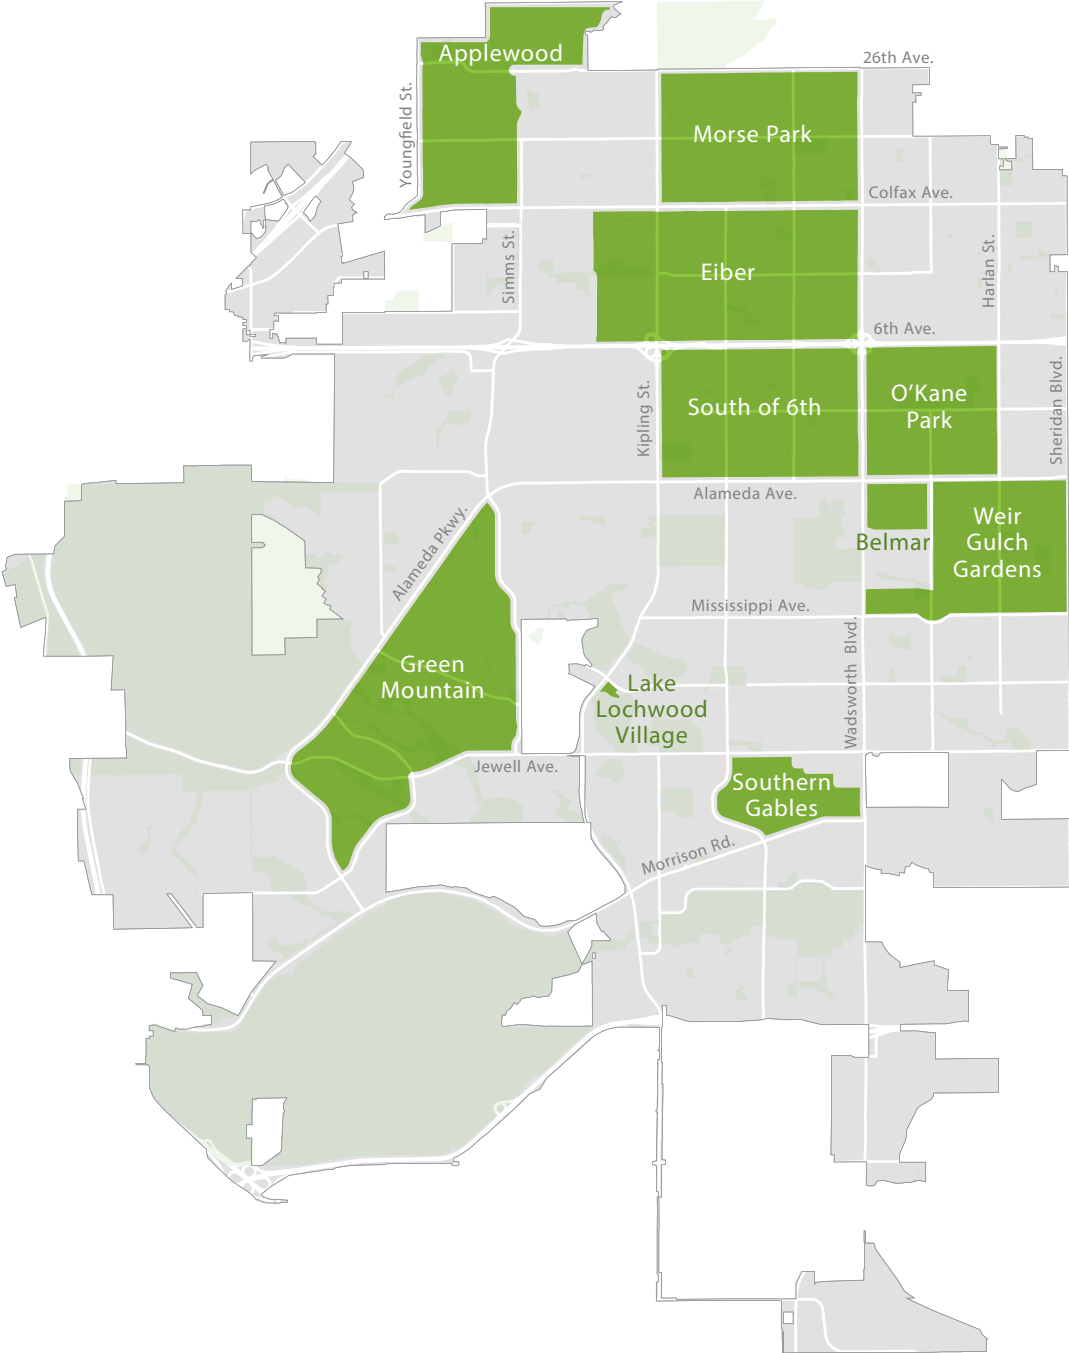 Applewood
26th Ave.
Youngfield St.
Morse Park
Colfax Ave.
Simms St.
Eiber
Harlan St.
6th Ave.
Kipling St.
South of 6th
O'Kane
Park
Sheridan Blvd.
Alameda Ave.
Alameda Pkwy.
Belmar
Weir
Gulch
Gardens
Mississippi Ave.
Green
Mountain
Lake
Lochwood
Village
Wadsworth Blvd.
Jewell Ave.
Southern
Gables
Morrison Rd.